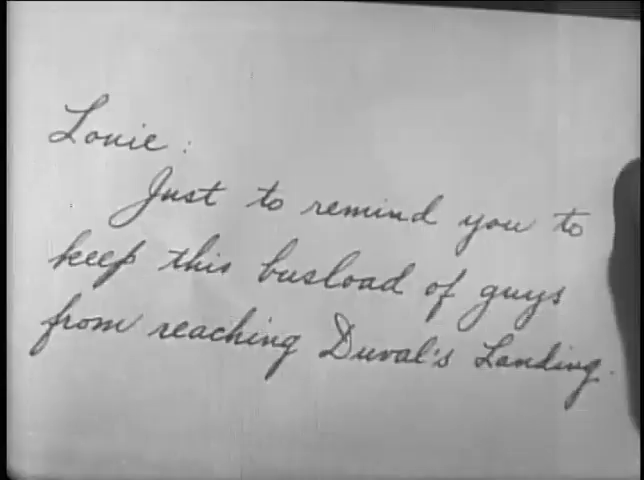 Louie:
Just to remind you to
keep this busload of guys
from reaching Duval's Landing.